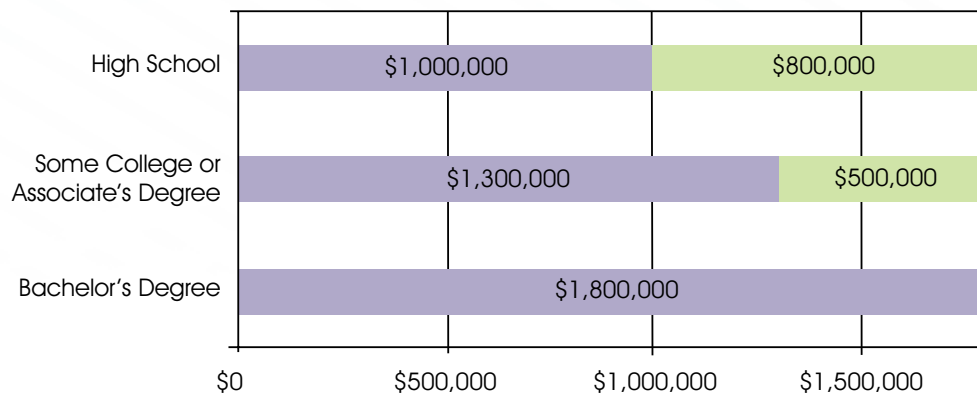 High School
$1,000,000
$800,000
Some College or
Associate's Degree
$1,300,000
$500,000
Bachelor's Degree
$1,800,000
$0
$500,000
$1,000,000
$1,500,000